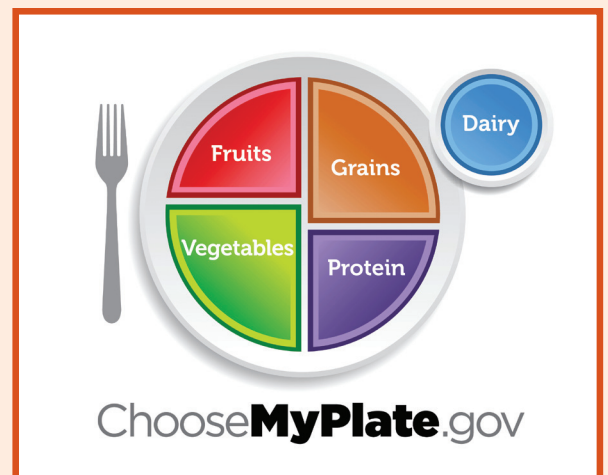 Dairy
Fruits
Grains
Vegetables
Protein
ChooseMyPlate.gov